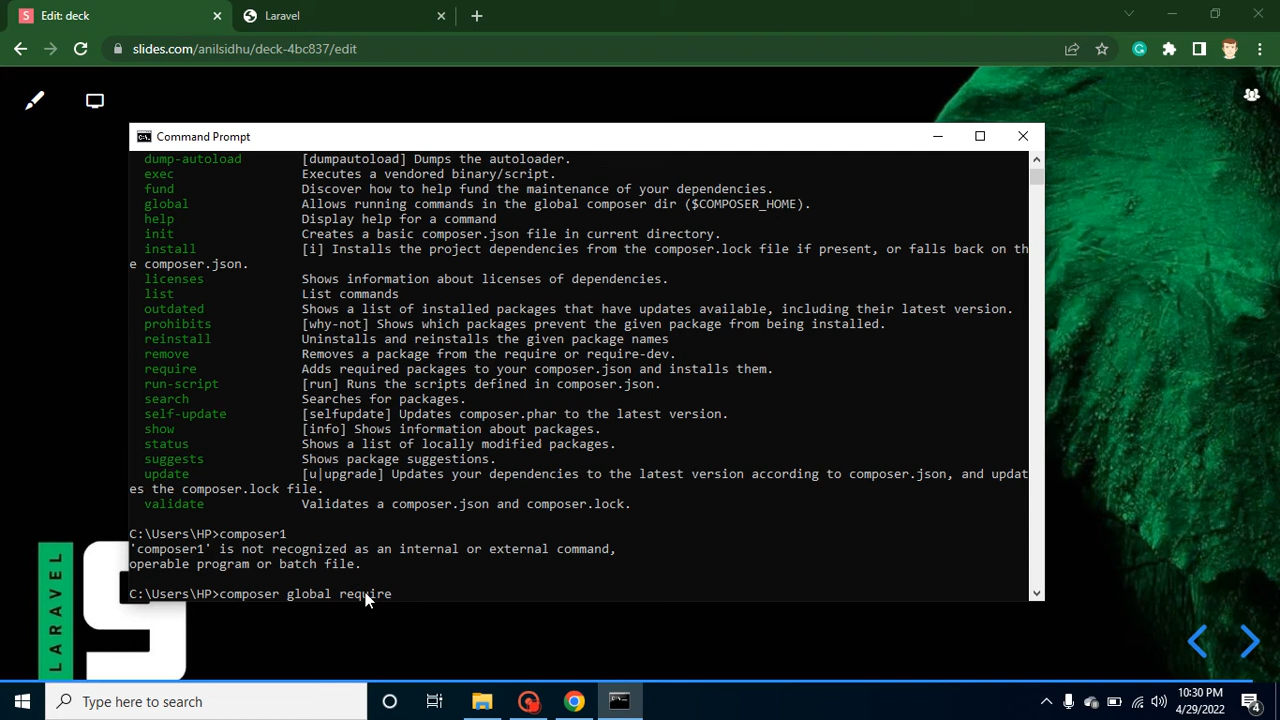 Edit: deck
Laravel
slides.com/anilsidhu/deck-4bc837/edit
Command Prompt
dump-autoload [dumpautoload] Dumps the autoloader.
exec Executes a vendored binary/script.
fund Discover how to help fund the maintenance of your dependencies.
global Allows running commands in the global composer dir ($COMPOSER_HOME).
help Display help for a command
init Creates a basic composer.json file in current directory.
install [i] Installs the project dependencies from the composer.lock file if present, or falls back on th
e composer.json.
licenses Shows information about licenses of dependencies.
list List commands
outdated Shows a list of installed packages that have updates available, including their latest version.
prohibits [why-not] Shows which packages prevent the given package from being installed.
reinstall Uninstalls and reinstalls the given package names
remove Removes a package from the require or require-dev.
require Adds required packages to your composer.json and installs them.
run-script [run] Runs the scripts defined in composer.json.
search Searches for packages.
self-update [selfupdate] Updates composer.phar to the latest version.
show [info] Shows information about packages.
status Shows a list of locally modified packages.
suggests Shows package suggestions.
update [u|upgrade] Updates your dependencies to the latest version according to composer.json, and updat
es the composer.lock file.
validate Validates a composer.json and composer.lock.
C:\Users\HP>composer1
'composer1' is not recognized as an internal or external command,
operable program or batch file.
C:\Users\HP>composer global require
LARAVEL
Type here to search
10:30 PM
4/29/2022
4